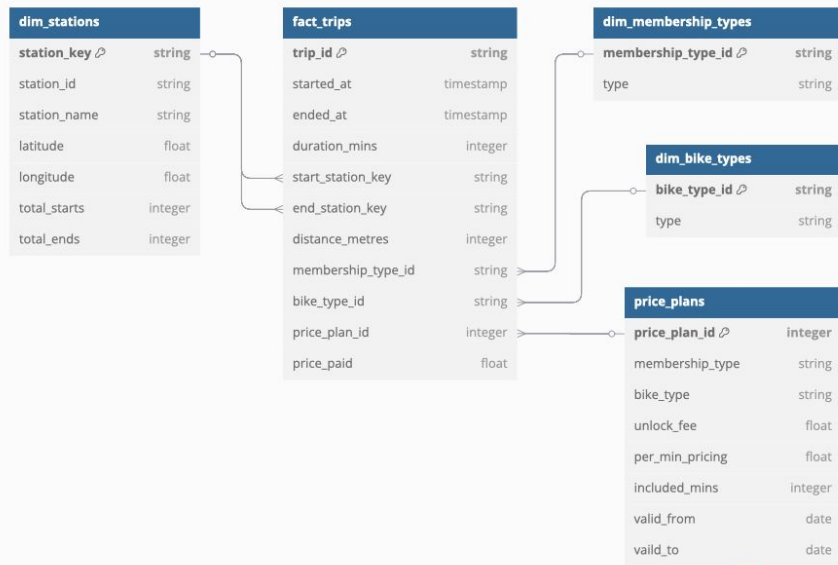 dim_stations
station_key string
station_id string
station_name string
latitude float
longitude float
total_starts integer
total_ends integer
fact_trips
trip_id string
started_at timestamp
ended_at timestamp
duration_mins integer
start_station_key string
end_station_key string
distance_metres integer
membership_type_id string
bike_type_id string
price_plan_id integer
price_paid float
dim_membership_types
membership_type_id string
type string
dim_bike_types
bike_type_id string
type string
price_plans
price_plan_id integer
membership_type string
bike_type string
unlock_fee float
per_min_pricing float
included_mins integer
valid_from date
vaild_to date